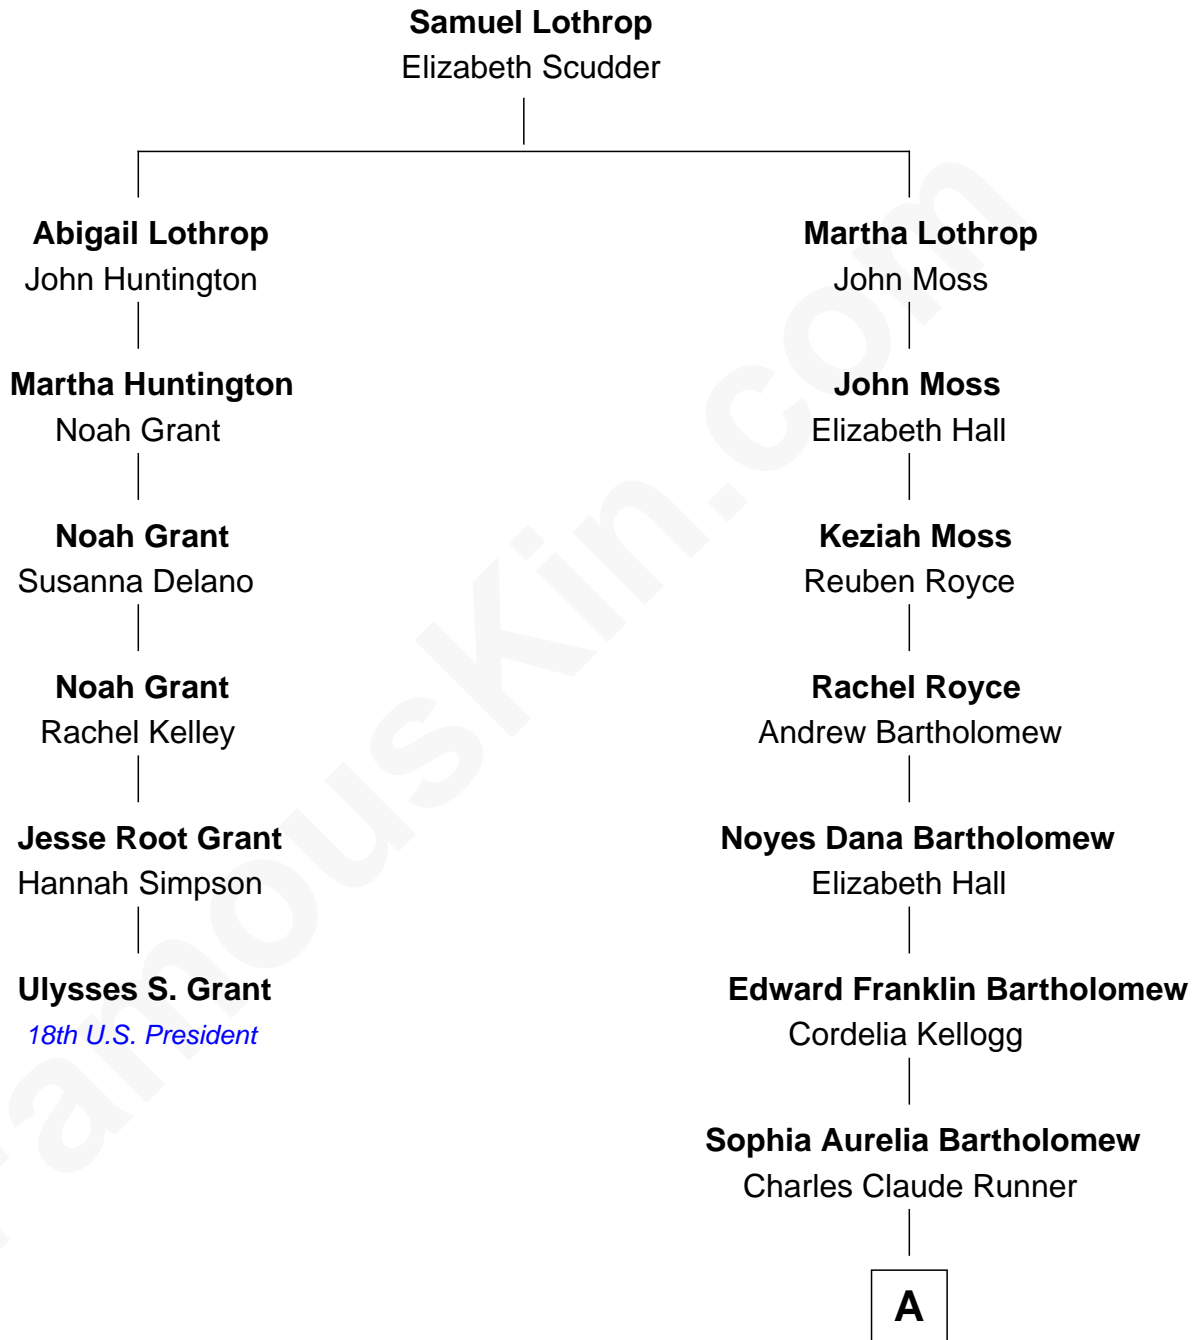 Samuel Lothrop
Elizabeth Scudder
Abigail Lothrop
John Huntington
Martha Huntington
Noah Grant
Noah Grant
Susanna Delano
Noah Grant
Rachel Kelley
Jesse Root Grant
Hannah Simpson
Ulysses S. Grant
18th U.S. President
Martha Lothrop
John Moss
John Moss
Elizabeth Hall
Keziah Moss
Reuben Royce
Rachel Royce
Andrew Bartholomew
Noyes Dana Bartholomew
Elizabeth Hall
Edward Franklin Bartholomew
Cordelia Kellogg
Sophia Aurelia Bartholomew
Charles Claude Runner
A
FamousKin.com